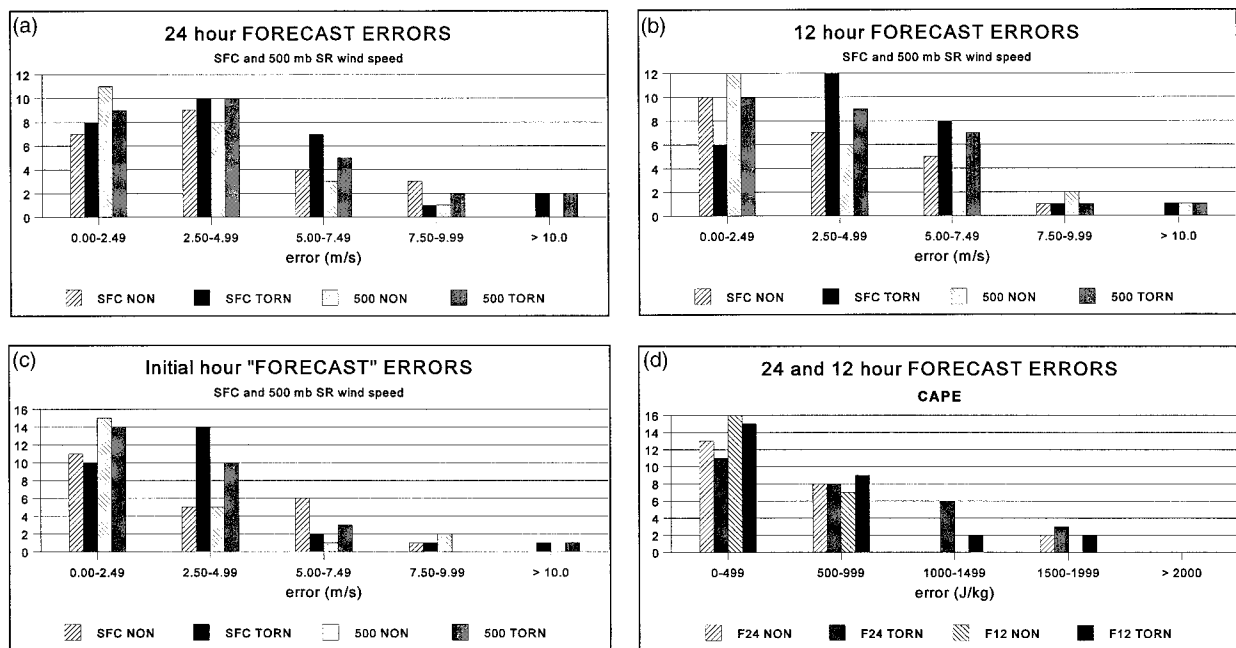 (a)
24 hour FORECAST ERRORS
SFC and 500 mb SR wind speed
12
10
8
6
4
2
0
0.00-2.49 2.50-4.99 5.00-7.49 7.50-9.99 > 10.0
error (m/s)
SFC NON SFC TORN 500 NON 500 TORN
(b)
12 hour FORECAST ERRORS
SFC and 500 mb SR wind speed
12
10
8
6
4
2
0
0.00-2.49 2.50-4.99 5.00-7.49 7.50-9.99 > 10.0
error (m/s)
SFC NON SFC TORN 500 NON 500 TORN
(c)
Initial hour "FORECAST" ERRORS
SFC and 500 mb SR wind speed
16
14
12
10
8
6
4
2
0
0.00-2.49 2.50-4.99 5.00-7.49 7.50-9.99 > 10.0
error (m/s)
SFC NON SFC TORN 500 NON 500 TORN
(d)
24 and 12 hour FORECAST ERRORS
CAPE
16
14
12
10
8
6
4
2
0
0-499 500-999 1000-1499 1500-1999 > 2000
error (J/kg)
F24 NON F24 TORN F12 NON F12 TORN